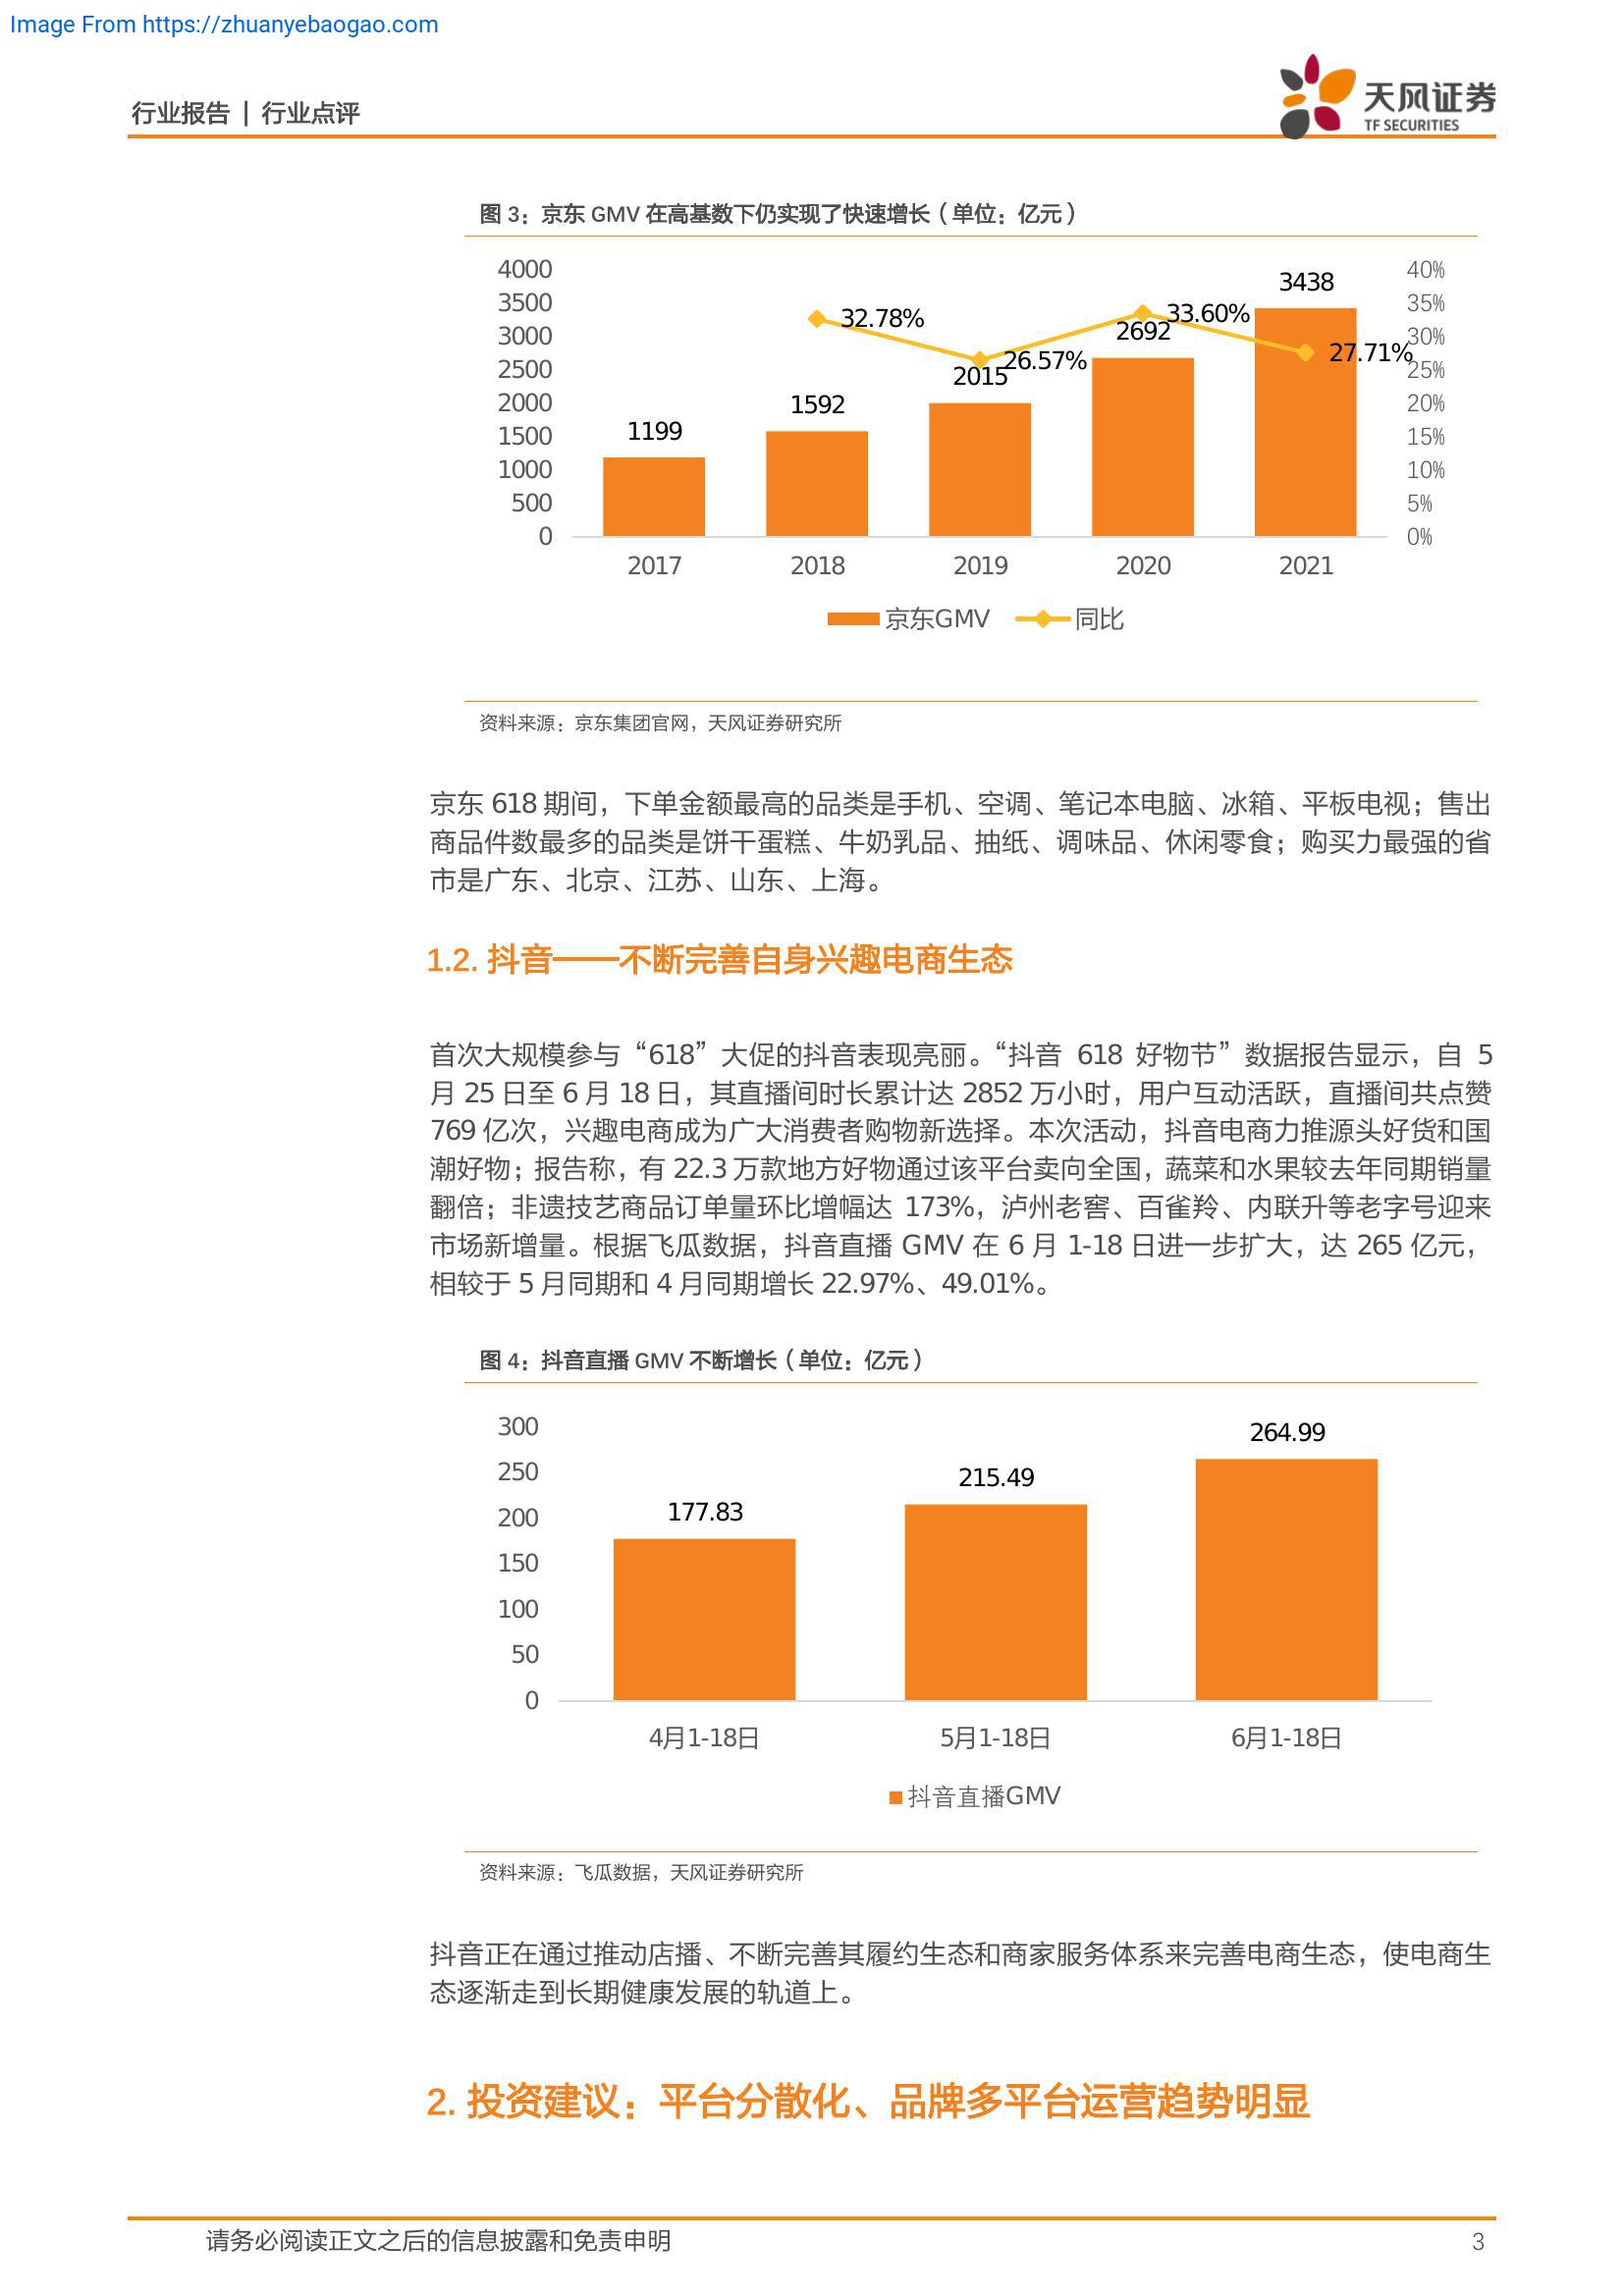 Image From https://zhuanyebaogao.com
行业报告 | 行业点评
天风证券
TF SECURITIES
图 3：京东 GMV 在高基数下仍实现了快速增长（单位：亿元）
4000
3500
3000
2500
2000
1500
1000
500
0
40%
35%
30%
25%
20%
15%
10%
5%
0%
1199
1592
2015
2692
3438
32.78%
26.57%
33.60%
27.71%
2017 2018 2019 2020 2021
京东GMV 同比
资料来源：京东集团官网，天风证券研究所
京东 618 期间，下单金额最高的品类是手机、空调、笔记本电脑、冰箱、平板电视；售出
商品件数最多的品类是饼干蛋糕、牛奶乳品、抽纸、调味品、休闲零食；购买力最强的省
市是广东、北京、江苏、山东、上海。
1.2. 抖音——不断完善自身兴趣电商生态
首次大规模参与“618”大促的抖音表现亮丽。“抖音 618 好物节”数据报告显示，自 5
月 25 日至 6 月 18 日，其直播间时长累计达 2852 万小时，用户互动活跃，直播间共点赞
769 亿次，兴趣电商成为广大消费者购物新选择。本次活动，抖音电商力推源头好货和国
潮好物；报告称，有 22.3 万款地方好物通过该平台卖向全国，蔬菜和水果较去年同期销量
翻倍；非遗技艺商品订单量环比增幅达 173%，泸州老窖、百雀羚、内联升等老字号迎来
市场新增量。根据飞瓜数据，抖音直播 GMV 在 6 月 1-18 日进一步扩大，达 265 亿元，
相较于 5 月同期和 4 月同期增长 22.97%、49.01%。
图 4：抖音直播 GMV 不断增长（单位：亿元）
300
250
200
150
100
50
0
177.83
215.49
264.99
4月1-18日 5月1-18日 6月1-18日
抖音直播GMV
资料来源：飞瓜数据，天风证券研究所
抖音正在通过推动店播、不断完善其履约生态和商家服务体系来完善电商生态，使电商生
态逐渐走到长期健康发展的轨道上。
2. 投资建议：平台分散化、品牌多平台运营趋势明显
请务必阅读正文之后的信息披露和免责申明 3